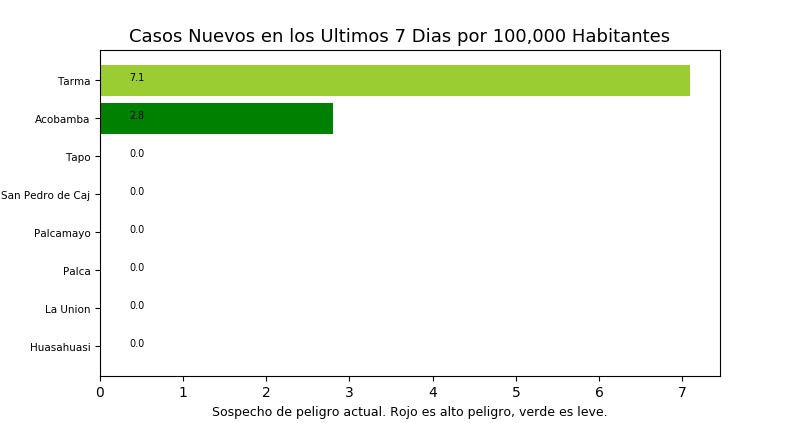 Casos Nuevos en los Ultimos 7 Dias por 100,000 Habitantes
Tarma 7.1
Acobamba 2.8
Tapo 0.0
San Pedro de Caj 0.0
Palcamayo 0.0
Palca 0.0
La Union 0.0
Huasahuasi 0.0
0 1 2 3 4 5 6 7
Sospecho de peligro actual. Rojo es alto peligro, verde es leve.